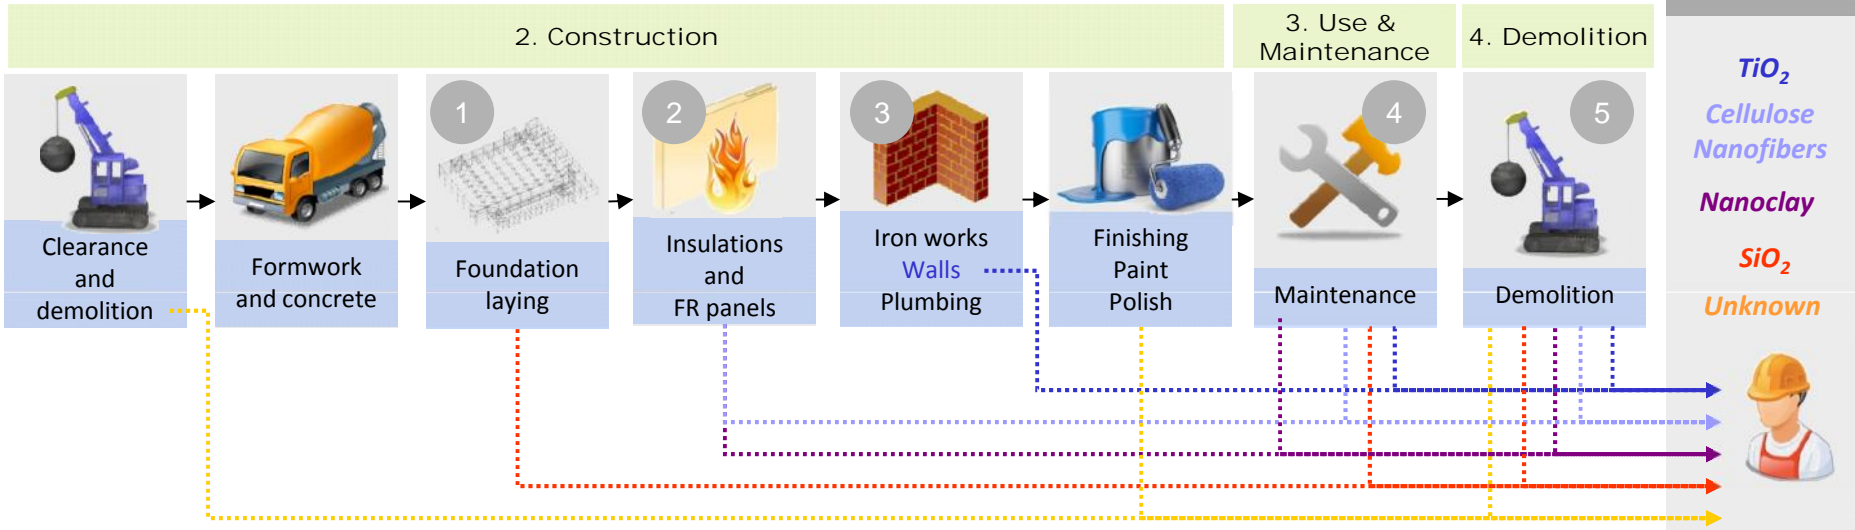 2. Construction
3. Use &
Maintenance
4. Demolition
1
2
3
4
5
Clearance
and
demolition
Formwork
and concrete
Foundation
laying
Insulations
and
FR panels
Iron works
Walls
Plumbing
Finishing
Paint
Polish
Maintenance
Demolition
TiO2
Cellulose
Nanofibers
Nanoclay
SiO2
Unknown